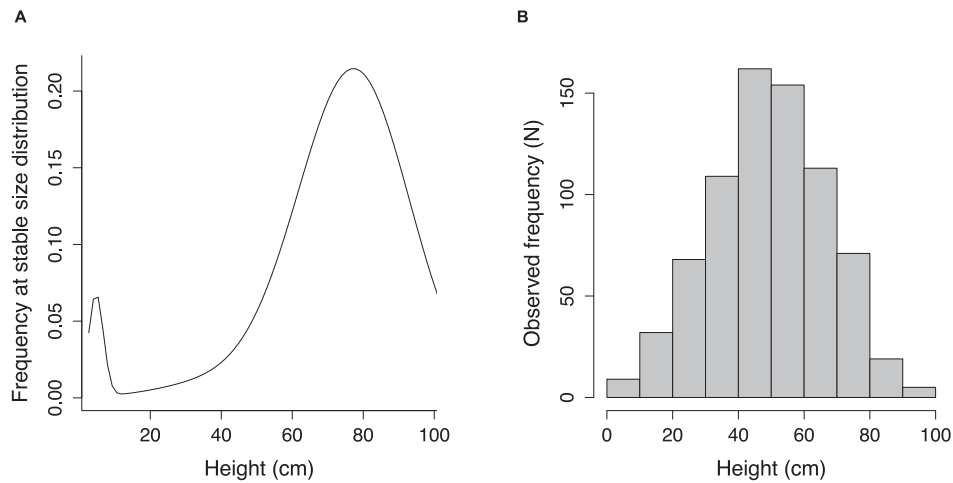 A
Frequency at stable size distribution
0.20
0.15
0.10
0.05
0.00
20 40 60 80 100
Height (cm)
B
Observed frequency (N)
150
100
50
0
0 20 40 60 80 100
Height (cm)